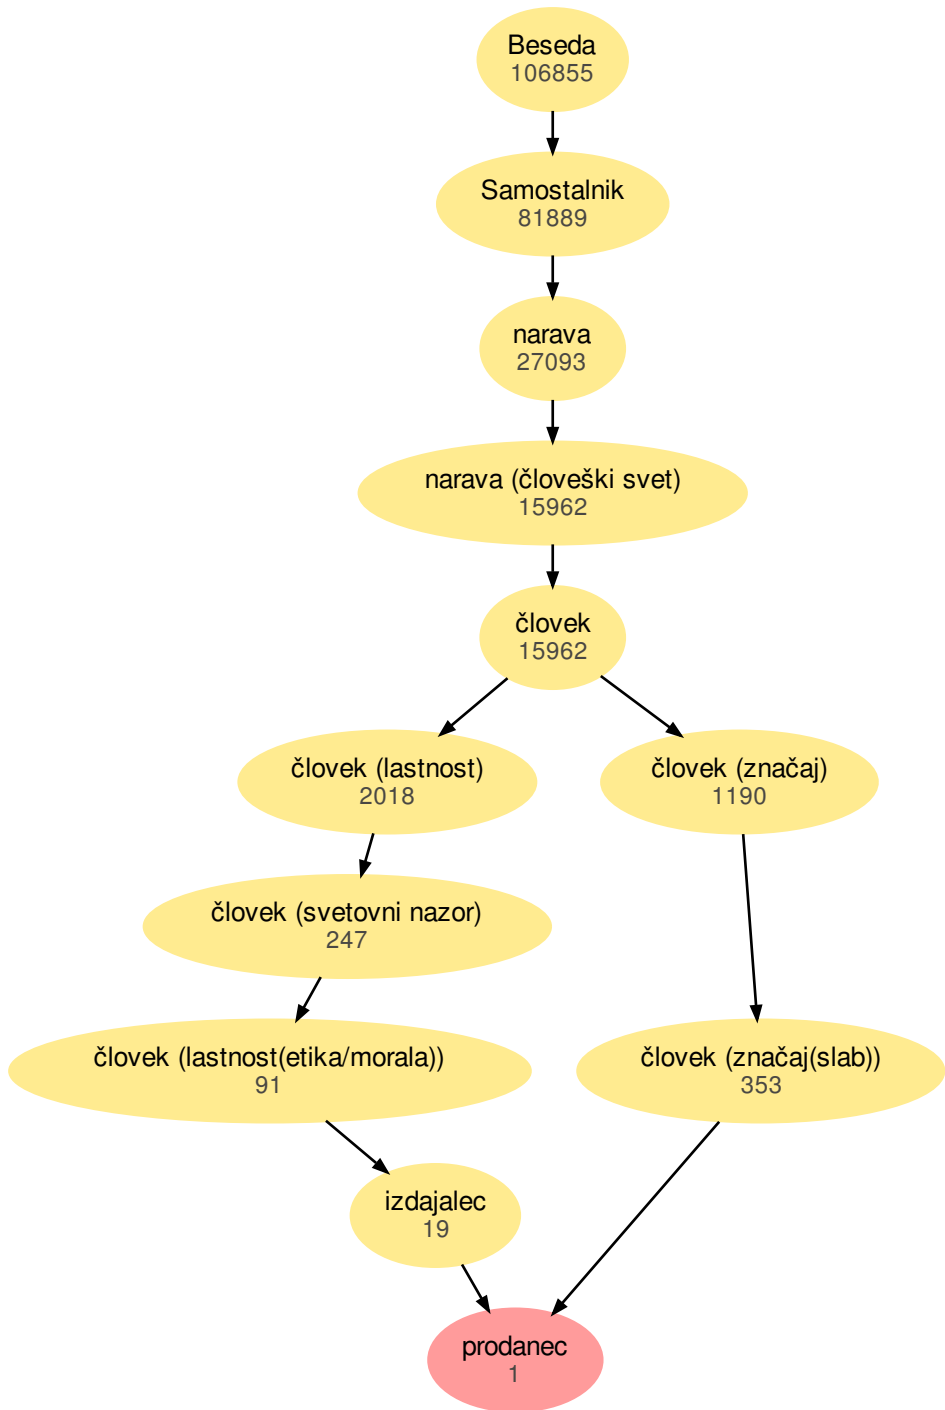 Beseda
106855
Samostalnik
81889
narava
27093
narava (človeški svet)
15962
človek
15962
človek (lastnost)
2018
človek (značaj)
1190
človek (svetovni nazor)
247
človek (lastnost(etika/morala))
91
človek (značaj(slab))
353
izdajalec
19
prodanec
1